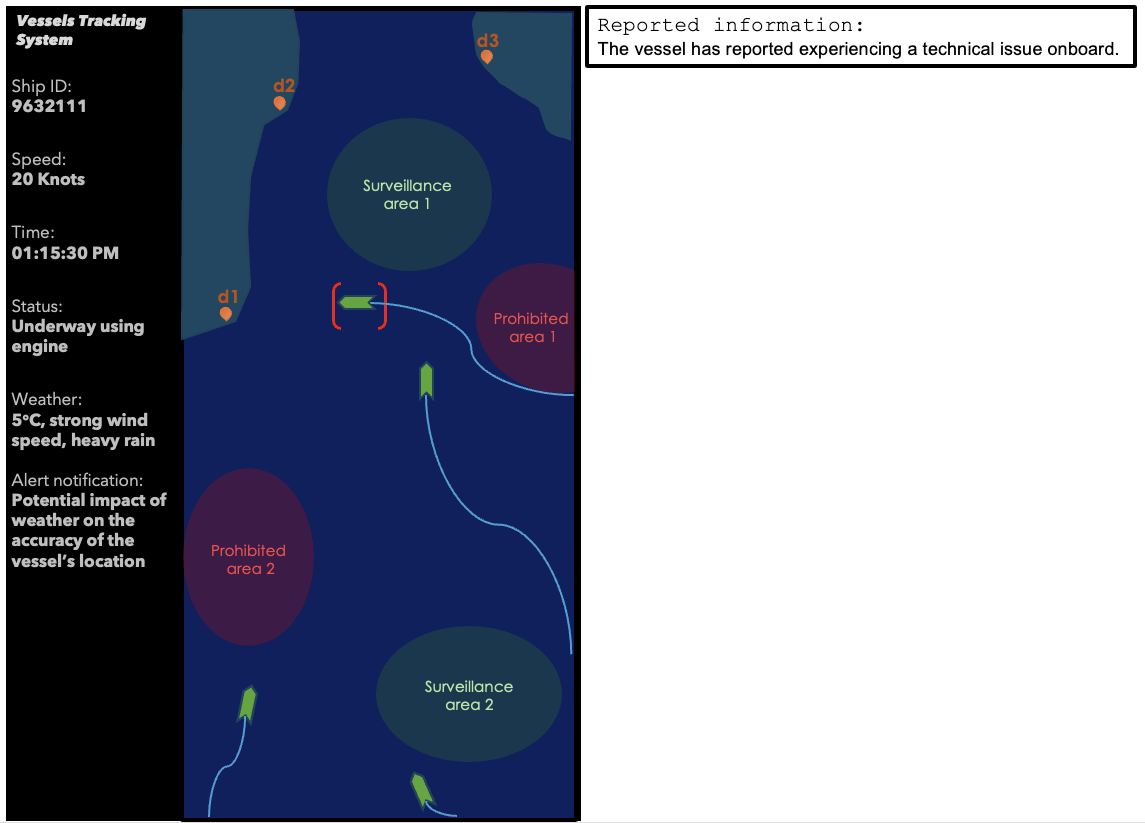 Vessels Tracking
System
Ship ID:
9632111
Speed:
20 Knots
Time:
01:15:30 PM
Status:
Underway using
engine
Weather:
5°C, strong wind
speed, heavy rain
Alert notification:
Potential impact of
weather on the
accuracy of the
vessel’s location
d3
d2
Surveillance
area 1
d1
Prohibited
area 1
Prohibited
area 2
Surveillance
area 2
Reported information:
The vessel has reported experiencing a technical issue onboard.